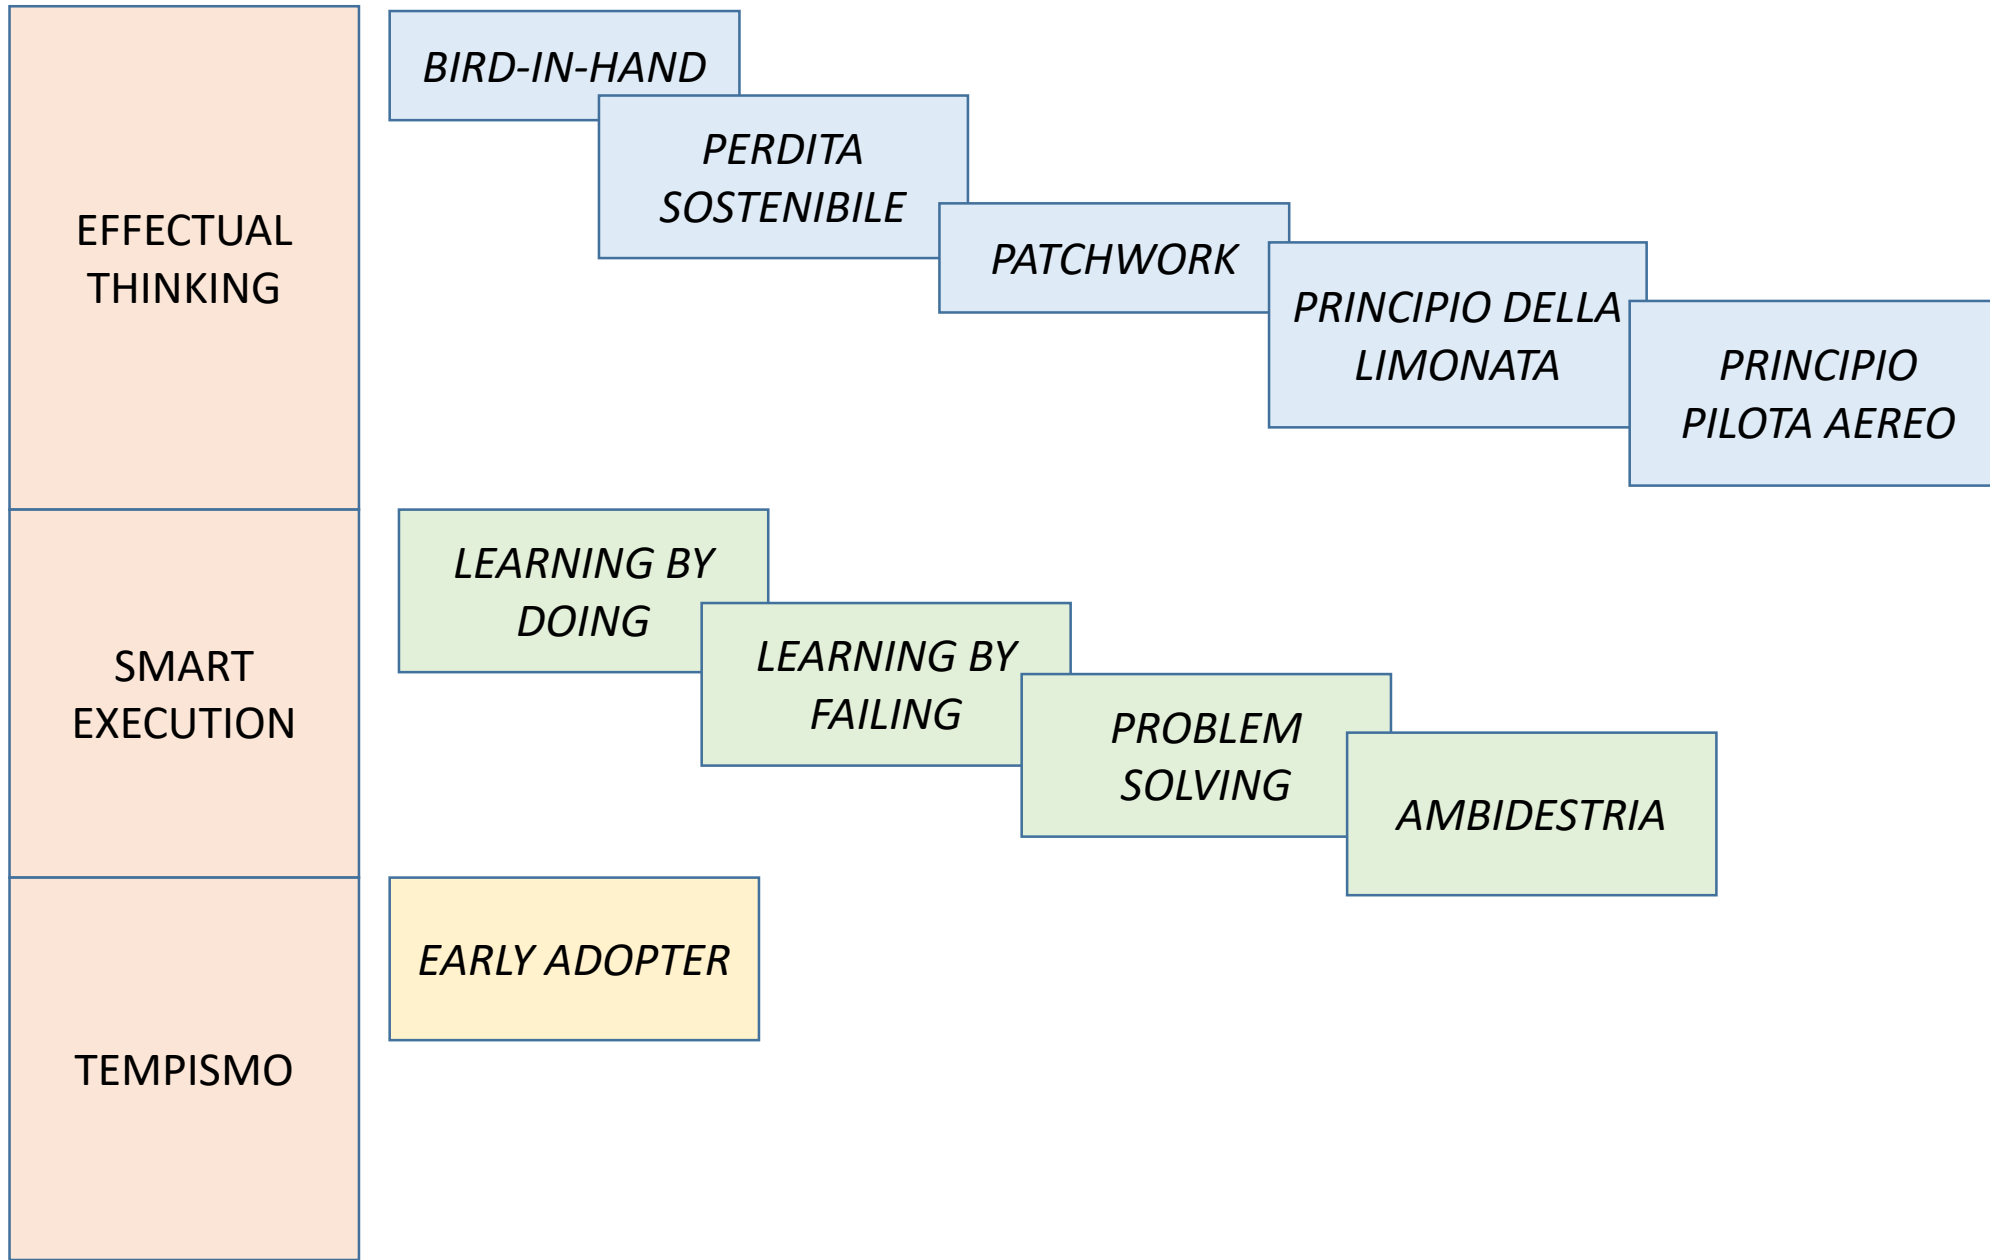 EFFECTUAL
THINKING
BIRD-IN-HAND
PERDITA
SOSTENIBILE
PATCHWORK
PRINCIPIO DELLA
LIMONATA
PRINCIPIO
PILOTA AEREO
SMART
EXECUTION
LEARNING BY
DOING
LEARNING BY
FAILING
PROBLEM
SOLVING
AMBIDESTRIA
TEMPISMO
EARLY ADOPTER